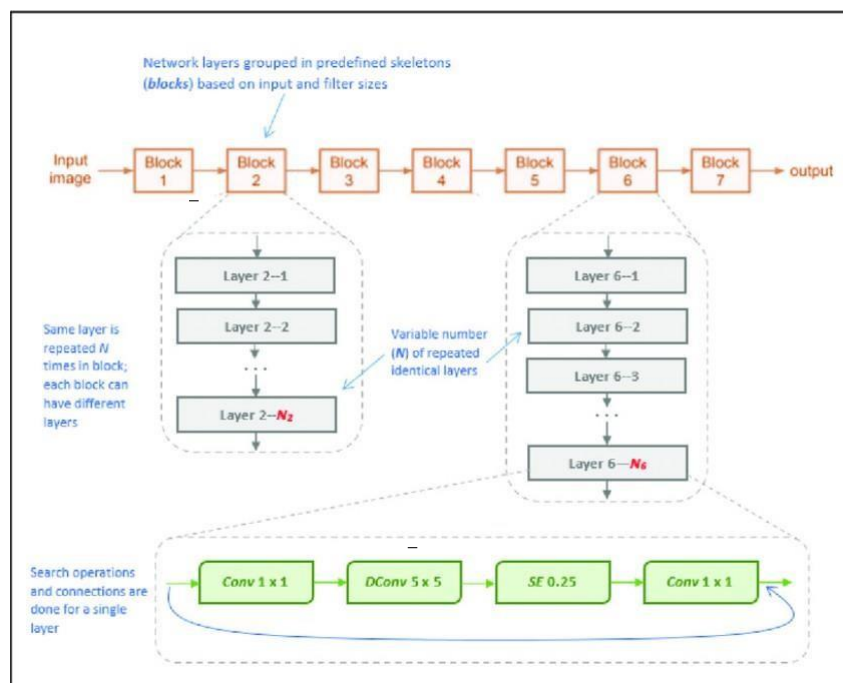 Network layers grouped in predefined skeletons
(blocks) based on input and filter sizes
Input
image
Block
1
Block
2
Block
3
Block
4
Block
5
Block
6
Block
7
output
Layer 2--1
Layer 2--2
. . .
Layer 2--N₂
Same layer is
repeated N
times in block;
each block can
have different
layers
Variable number
(N) of repeated
identical layers
Layer 6--1
Layer 6--2
Layer 6--3
. . .
Layer 6--N₆
Search operations
and connections are
done for a single
layer
Conv 1 x 1
DConv 5 x 5
SE 0.25
Conv 1 x 1